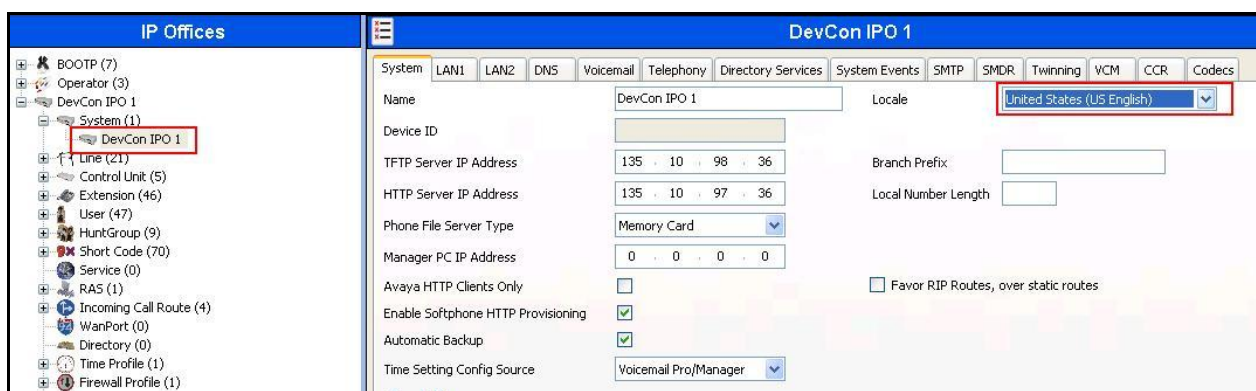 IP Offices
BOOTP (7)
Operator (3)
DevCon IPO 1
System (1)
DevCon IPO 1
Line (21)
Control Unit (5)
Extension (46)
User (47)
HuntGroup (9)
Short Code (70)
Service (0)
RAS (1)
Incoming Call Route (4)
WanPort (0)
Directory (0)
Time Profile (1)
Firewall Profile (1)
DevCon IPO 1
System LAN1 LAN2 DNS Voicemail Telephony Directory Services System Events SMTP SMDR Twinning VCM CCR Codecs
Name DevCon IPO 1 Locale United States (US English)
Device ID
TFTP Server IP Address 135 . 10 . 98 . 36 Branch Prefix
HTTP Server IP Address 135 . 10 . 97 . 36 Local Number Length
Phone File Server Type Memory Card
Manager PC IP Address 0 . 0 . 0 . 0
Avaya HTTP Clients Only Favor RIP Routes, over static routes
Enable Softphone HTTP Provisioning
Automatic Backup
Time Setting Config Source Voicemail Pro/Manager